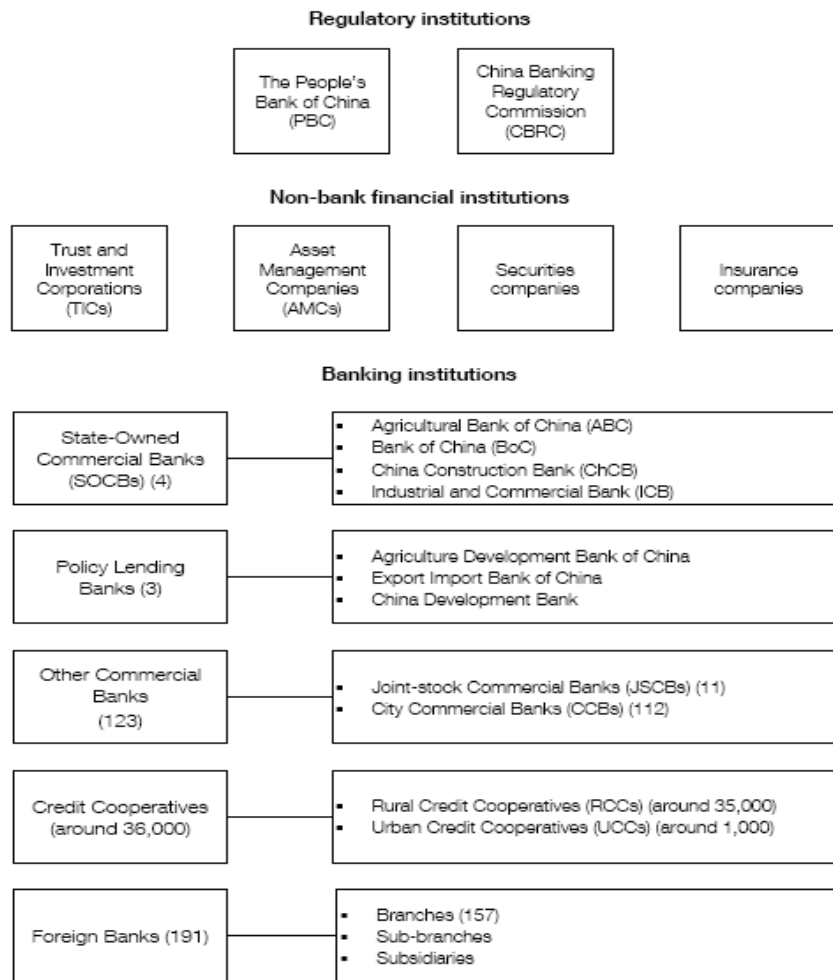 Regulatory institutions
The People's
Bank of China
(PBC)
China Banking
Regulatory
Commission
(CBRC)
Non-bank financial institutions
Trust and
Investment
Corporations
(TICs)
Asset
Management
Companies
(AMCs)
Securities
companies
Insurance
companies
Banking institutions
State-Owned
Commercial Banks
(SOCBs) (4)
▪ Agricultural Bank of China (ABC)
▪ Bank of China (BoC)
▪ China Construction Bank (ChCB)
▪ Industrial and Commercial Bank (ICB)
Policy Lending
Banks (3)
▪ Agriculture Development Bank of China
▪ Export Import Bank of China
▪ China Development Bank
Other Commercial
Banks
(123)
▪ Joint-stock Commercial Banks (JSCBs) (11)
▪ City Commercial Banks (CCBs) (112)
Credit Cooperatives
(around 36,000)
▪ Rural Credit Cooperatives (RCCs) (around 35,000)
▪ Urban Credit Cooperatives (UCCs) (around 1,000)
Foreign Banks (191)
▪ Branches (157)
▪ Sub-branches
▪ Subsidiaries